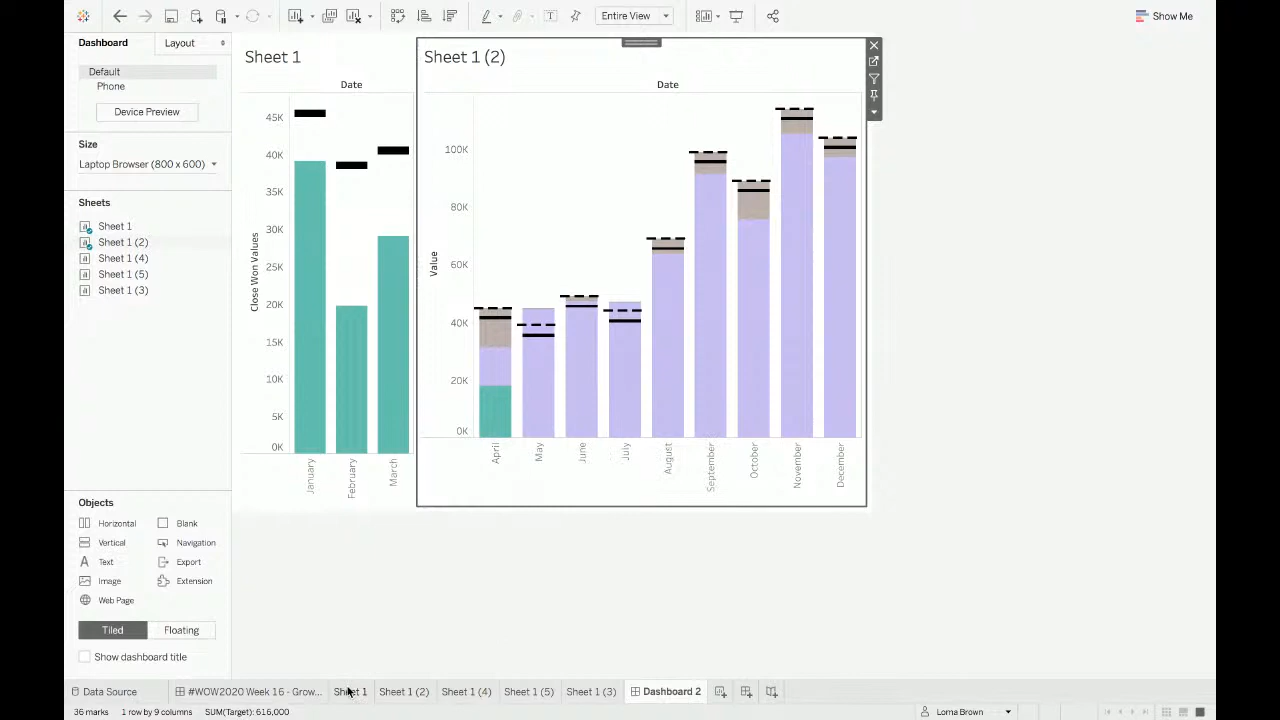 Entire View
Show Me
Dashboard
Layout
Default
Phone
Device Preview
Size
Laptop Browser (800 x 600)
Sheets
Sheet 1
Sheet 1 (2)
Sheet 1 (4)
Sheet 1 (5)
Sheet 1 (3)
Objects
Horizontal
Blank
Vertical
Navigation
Text
Export
Image
Extension
Web Page
Tiled
Floating
Show dashboard title
Sheet 1
Date
Close Won Values
45K
40K
35K
30K
25K
20K
15K
10K
5K
0K
January
February
March
Sheet 1 (2)
Date
Value
100K
80K
60K
40K
20K
0K
April
May
June
July
August
September
October
November
December
Data Source
#WOW2020 Week 16 - Grow...
Sheet 1
Sheet 1 (2)
Sheet 1 (4)
Sheet 1 (5)
Sheet 1 (3)
Dashboard 2
36 marks
1 row by 9 columns
SUM(Target): 616,000
Lorna Brown